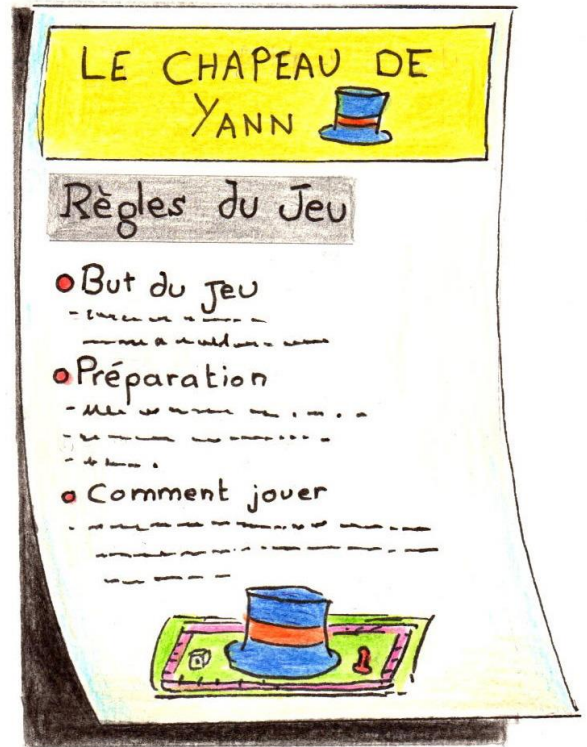 LE CHAPEAU DE
YANN
Règles du Jeu
But du jeu
Préparation
Comment jouer